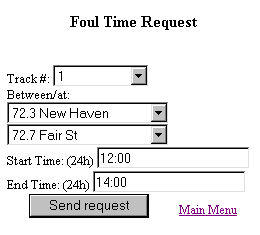 Foul Time Request
Track #: 1
Between/at:
72.3 New Haven
72.7 Fair St
Start Time: (24h) 12:00
End Time: (24h) 14:00
Send request Main Menu